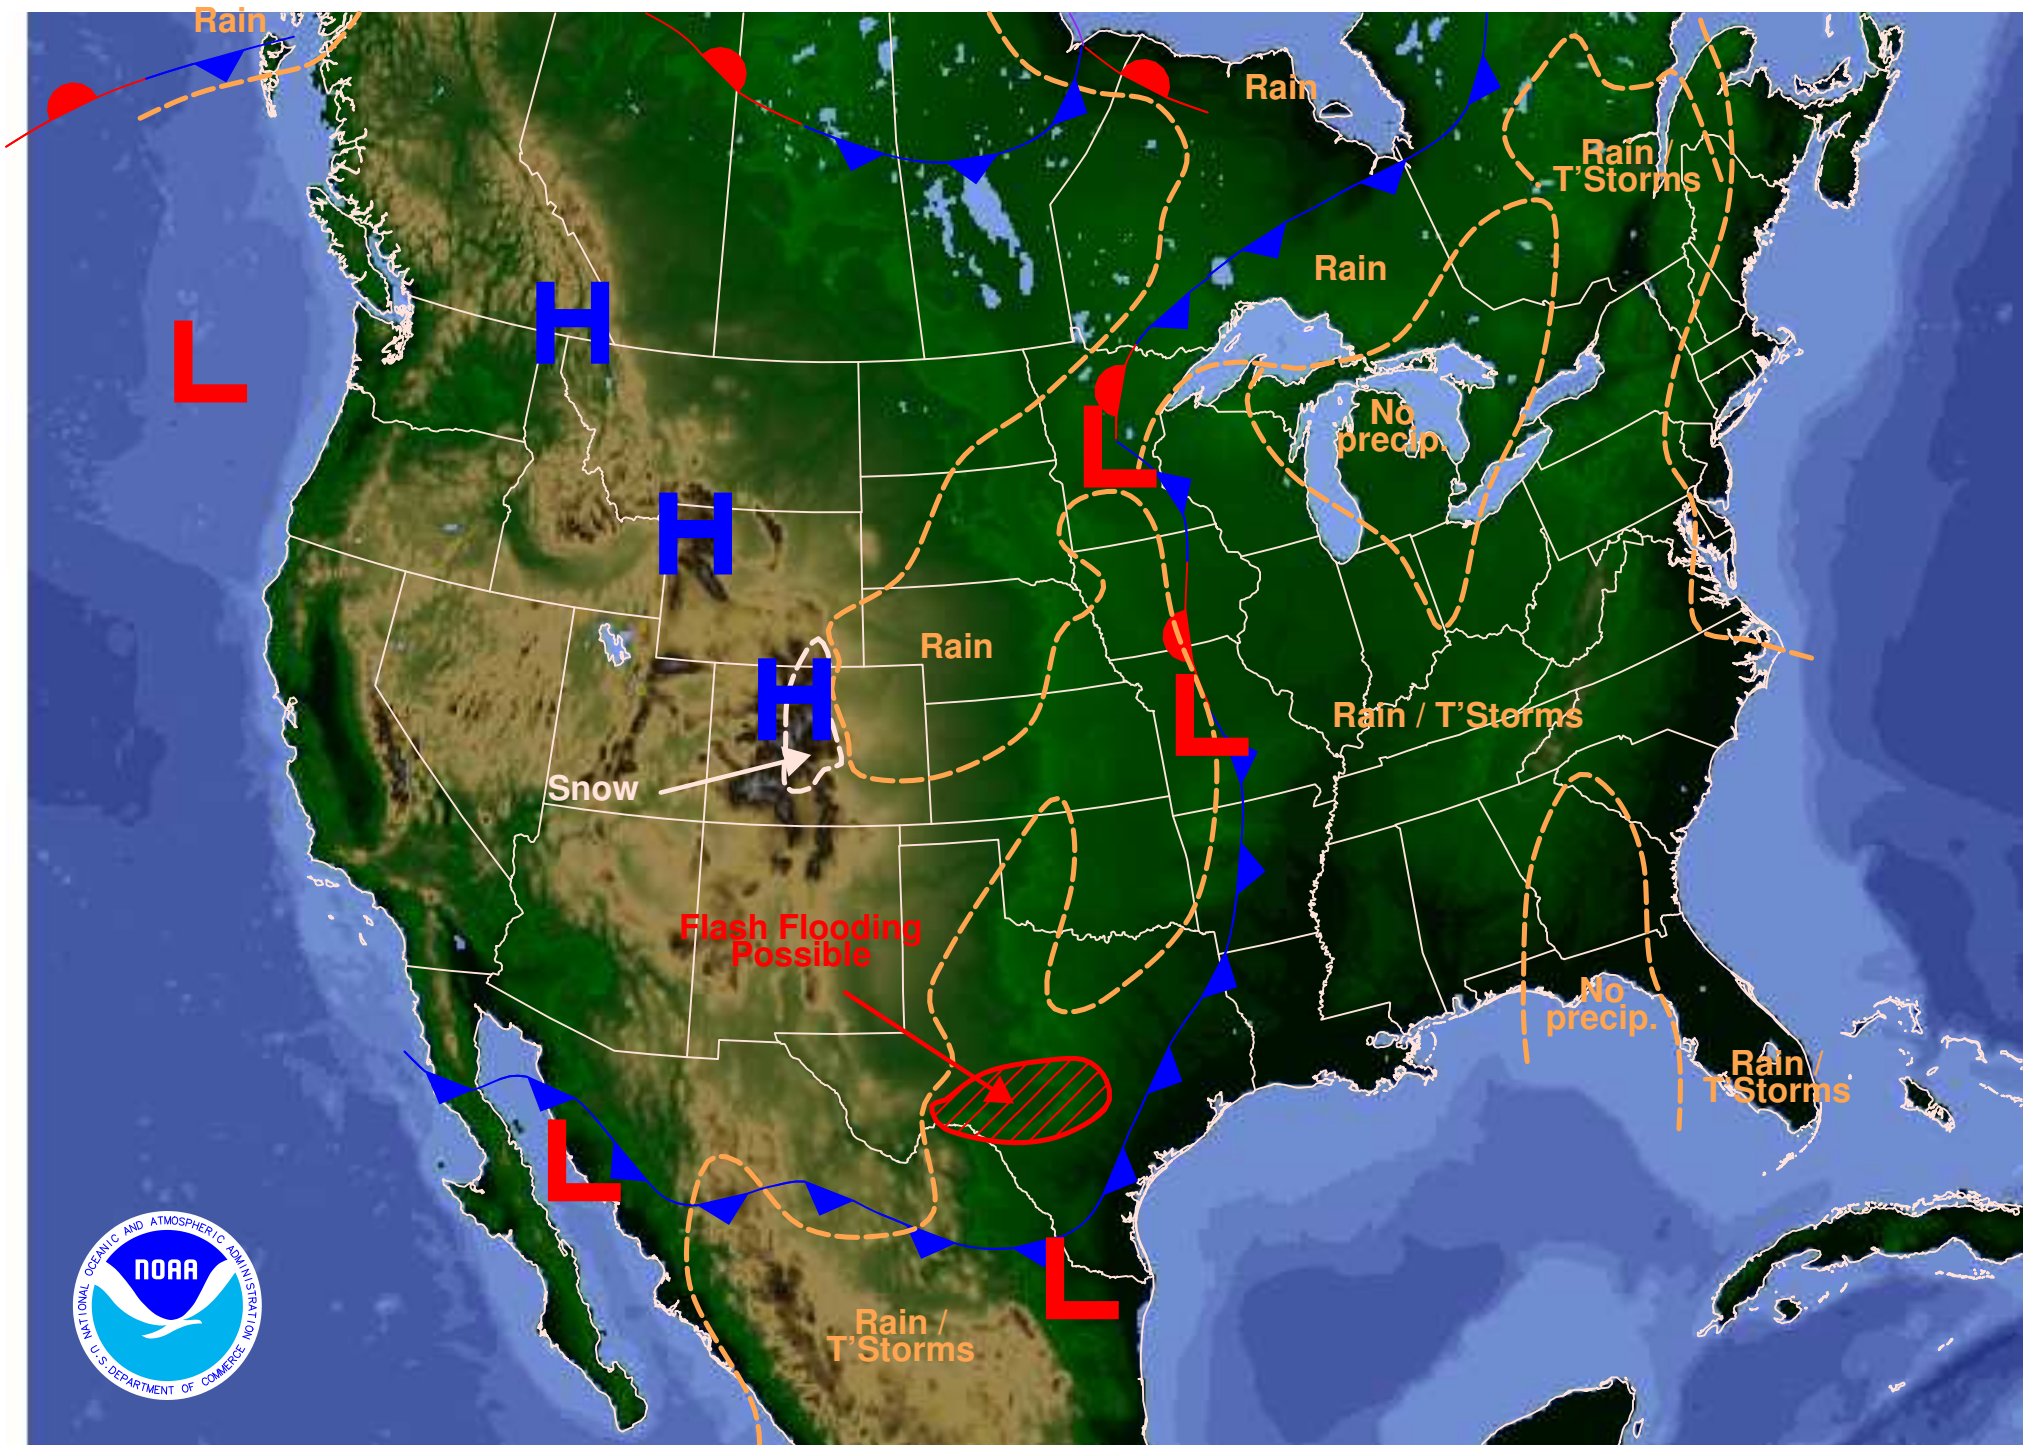 Rain
Rain
Rain /
T'Storms
Rain
H
L
L
No
precip.
H
Rain
H
L
Rain / T'Storms
Snow
Flash Flooding
Possible
No
precip.
Rain /
T'Storms
L
L
Rain /
T'Storms
NATIONAL OCEANIC AND ATMOSPHERIC ADMINISTRATION
NOAA
U.S. DEPARTMENT OF COMMERCE